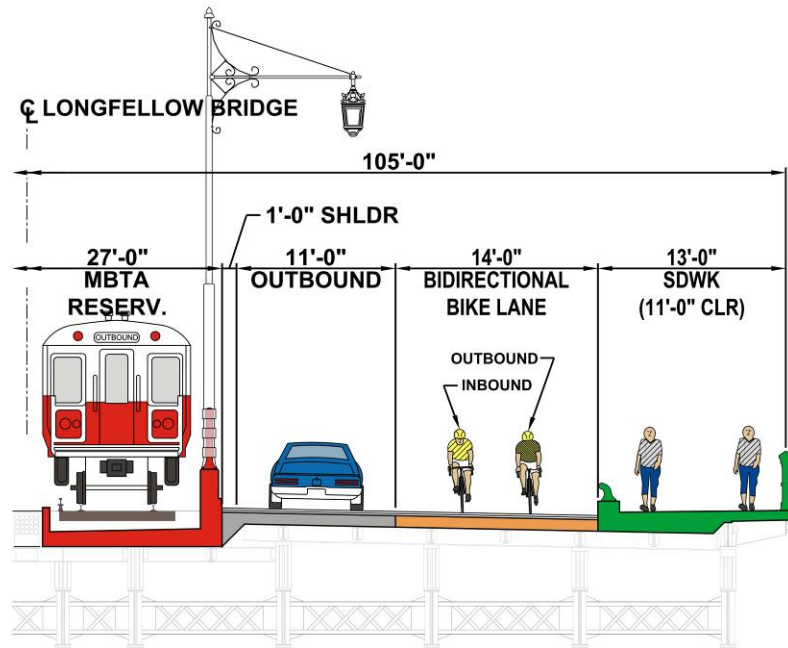 ℄ LONGFELLOW BRIDGE
105'-0"
1'-0" SHLDR
27'-0"
MBTA
RESERV.
11'-0"
OUTBOUND
14'-0"
BIDIRECTIONAL
BIKE LANE
13'-0"
SDWK
(11'-0" CLR)
OUTBOUND
OUTBOUND
INBOUND